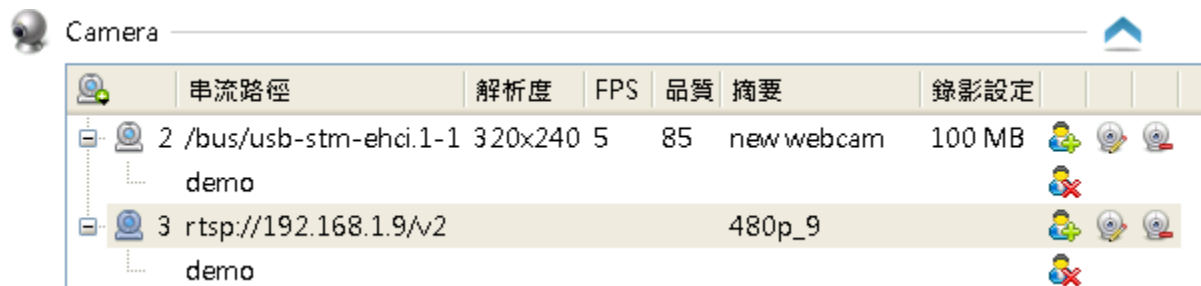 Camera
串流路徑 解析度 FPS 品質 摘要 錄影設定
2 /bus/usb-stm-ehci.1-1 320x240 5 85 new webcam 100 MB
demo
3 rtsp://192.168.1.9/v2 480p_9
demo